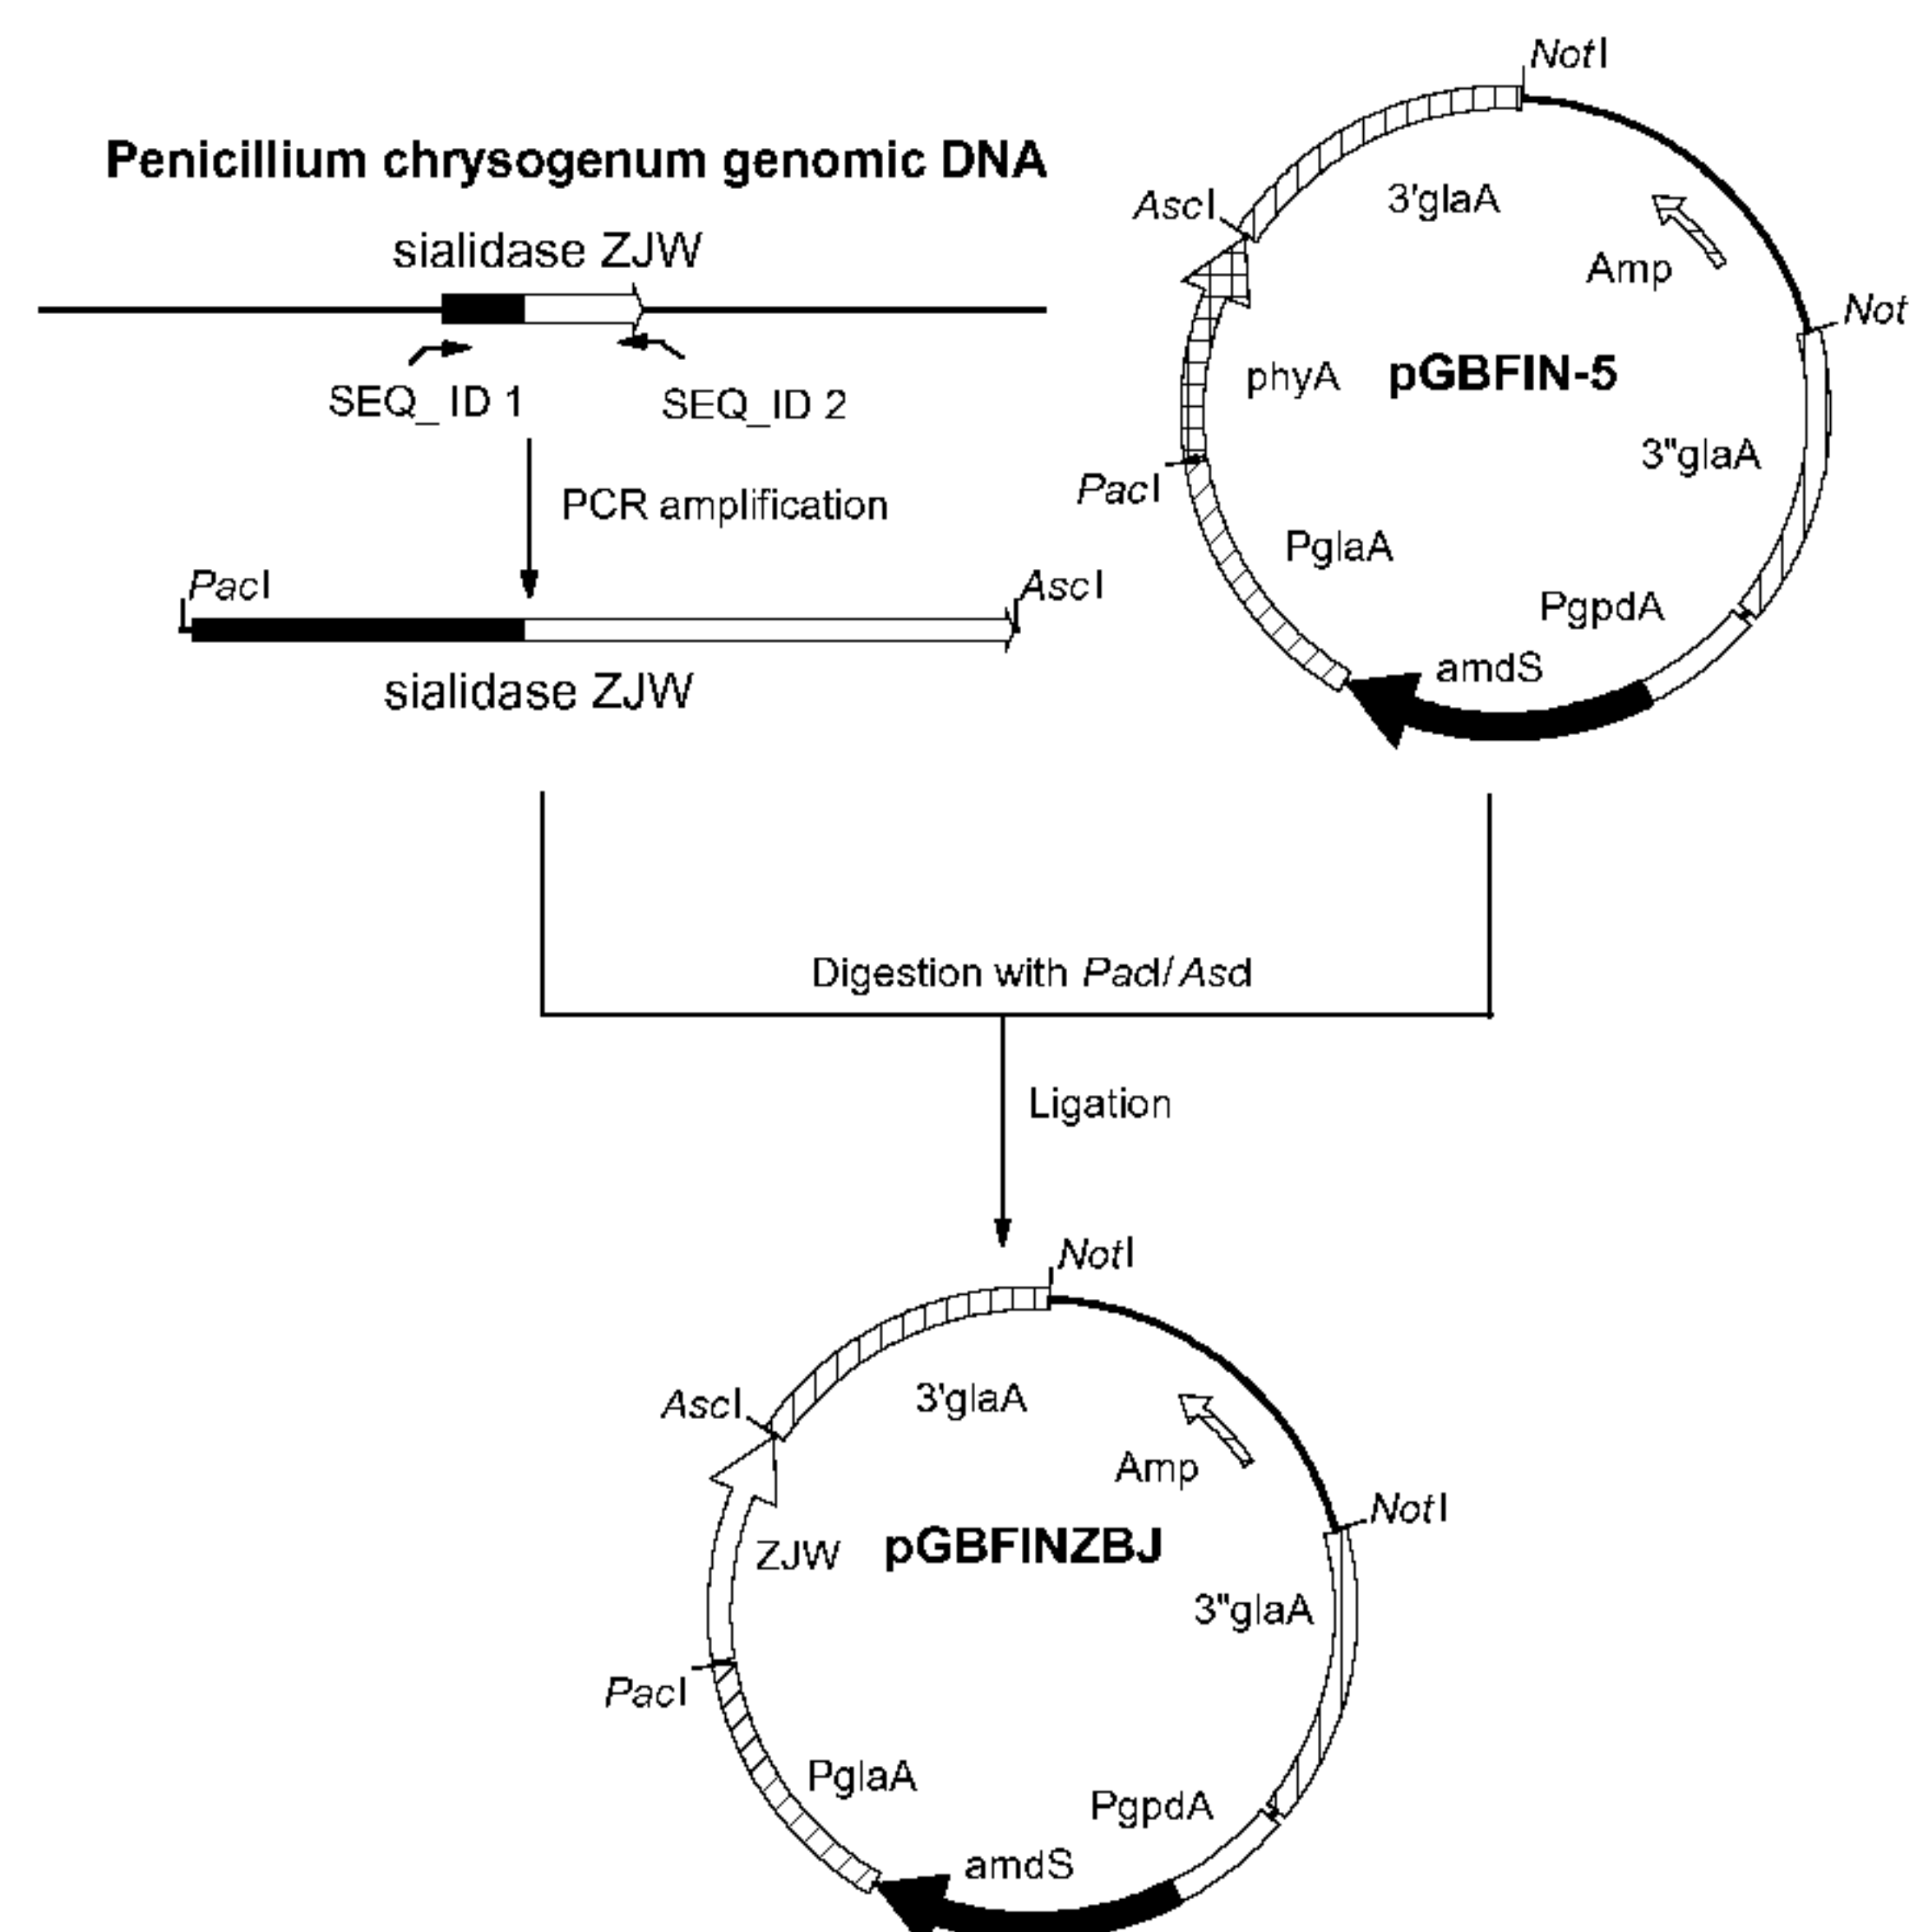 Penicillium chrysogenum genomic DNA
sialidase ZJW
SEQ_ ID 1
SEQ_ID 2
PCR amplification
PacI
AscI
sialidase ZJW
NotI
AscI
3'glaA
Amp
Not
phyA
pGBFIN-5
3"glaA
PacI
PglaA
PgpdA
amdS
Digestion with PacI/AscI
Ligation
NotI
AscI
3'glaA
Amp
NotI
ZJW
pGBFINZBJ
3"glaA
PacI
PglaA
PgpdA
amdS